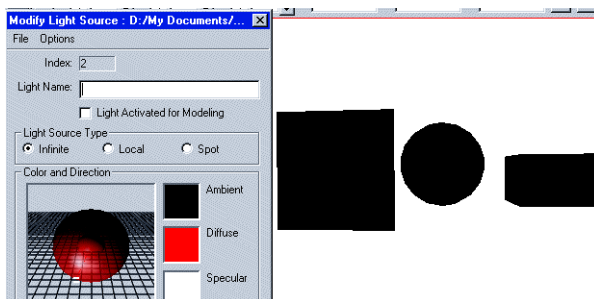 Modify Light Source : D:/My Documents/...
File Options
Index: 2
Light Name:
Light Activated for Modeling
Light Source Type
Infinite Local Spot
Color and Direction
Ambient
Diffuse
Specular